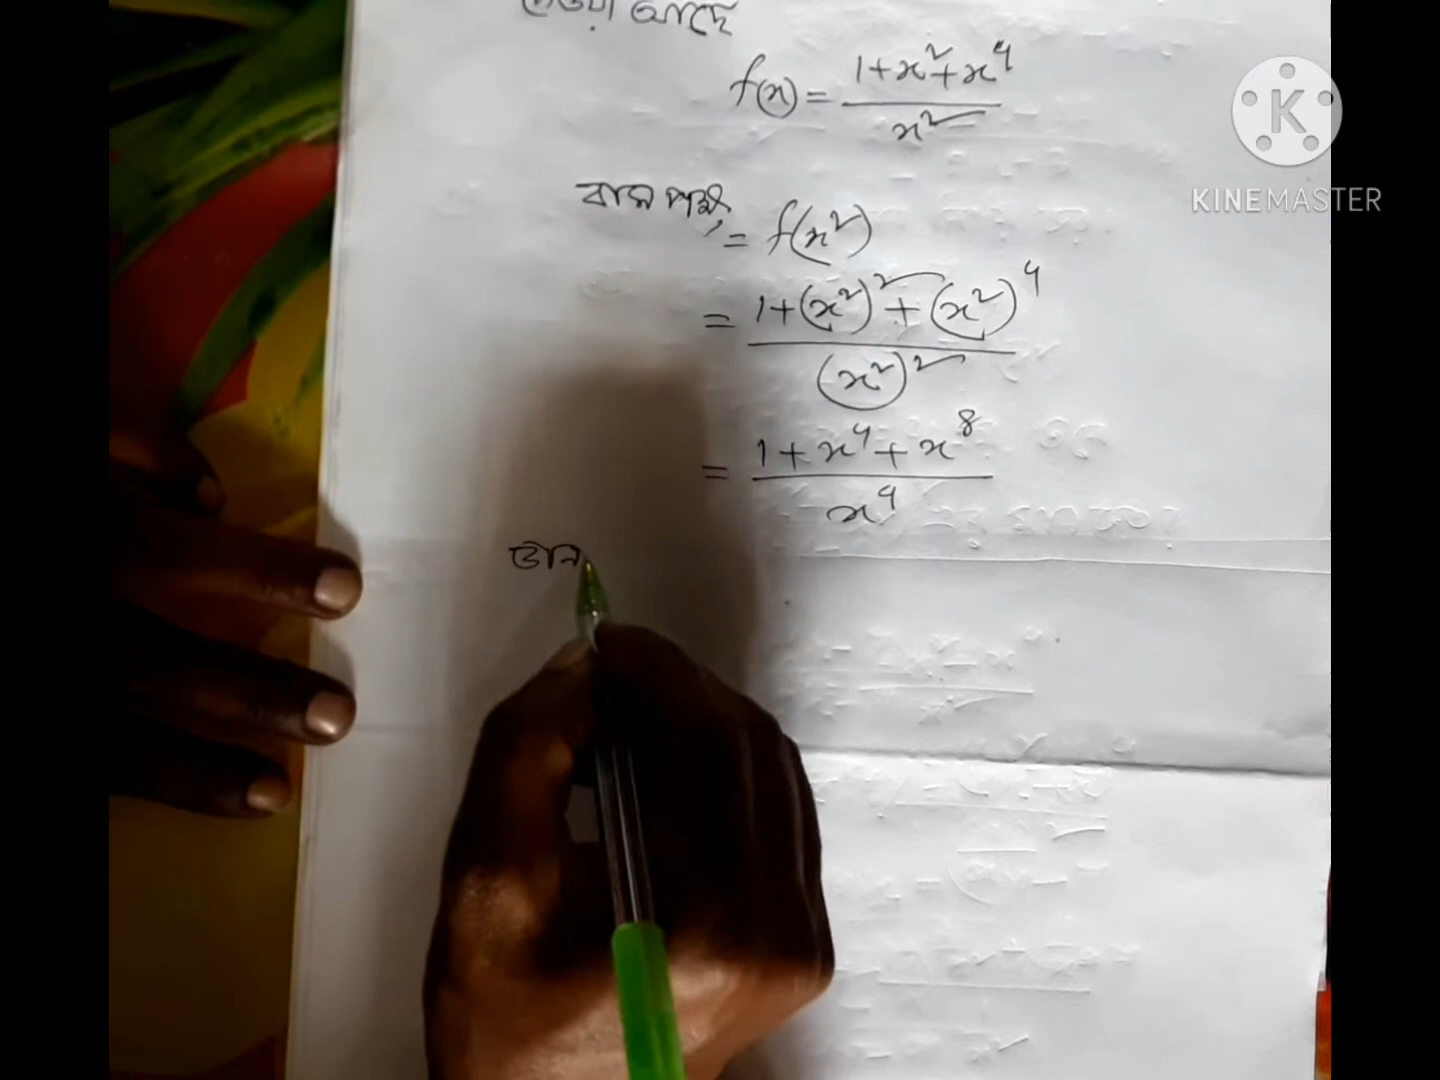 দেওয়া আছে
f(x) = (1+x²+x⁴)/x²
K
KINEMASTER
বাম পক্ষ, = f(x²)
= (1+(x²)²+(x²)⁴)/(x²)²
= (1+x⁴+x⁸)/x⁴
ডান